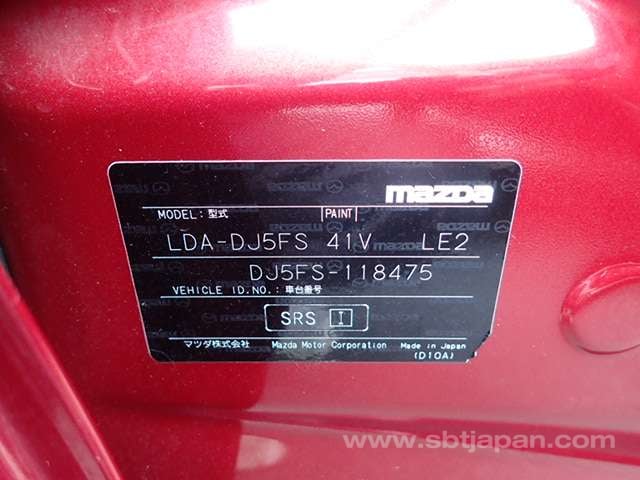 mazda
MODEL: 型式 PAINT
LDA-DJ5FS 41V LE2
DJ5FS-118475
VEHICLE ID.NO.: 車台番号
SRS I
マツダ株式会社 Mazda Motor Corporation Made in Japan
(D10A)
www.sbtjapan.com